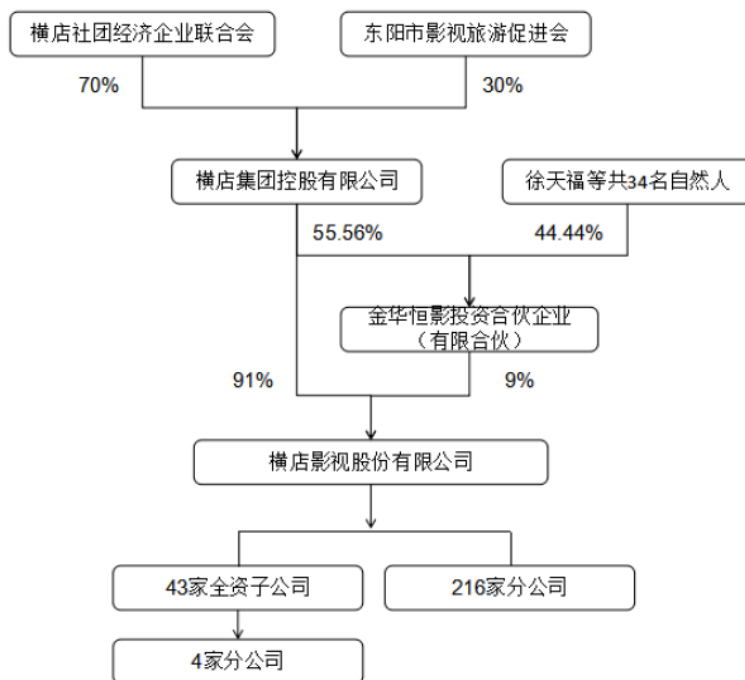 横店社团经济企业联合会
东阳市影视旅游促进会
70%
30%
横店集团控股有限公司
徐天福等共34名自然人
55.56%
44.44%
金华恒影投资合伙企业
（有限合伙）
91%
9%
横店影视股份有限公司
43家全资子公司
216家分公司
4家分公司